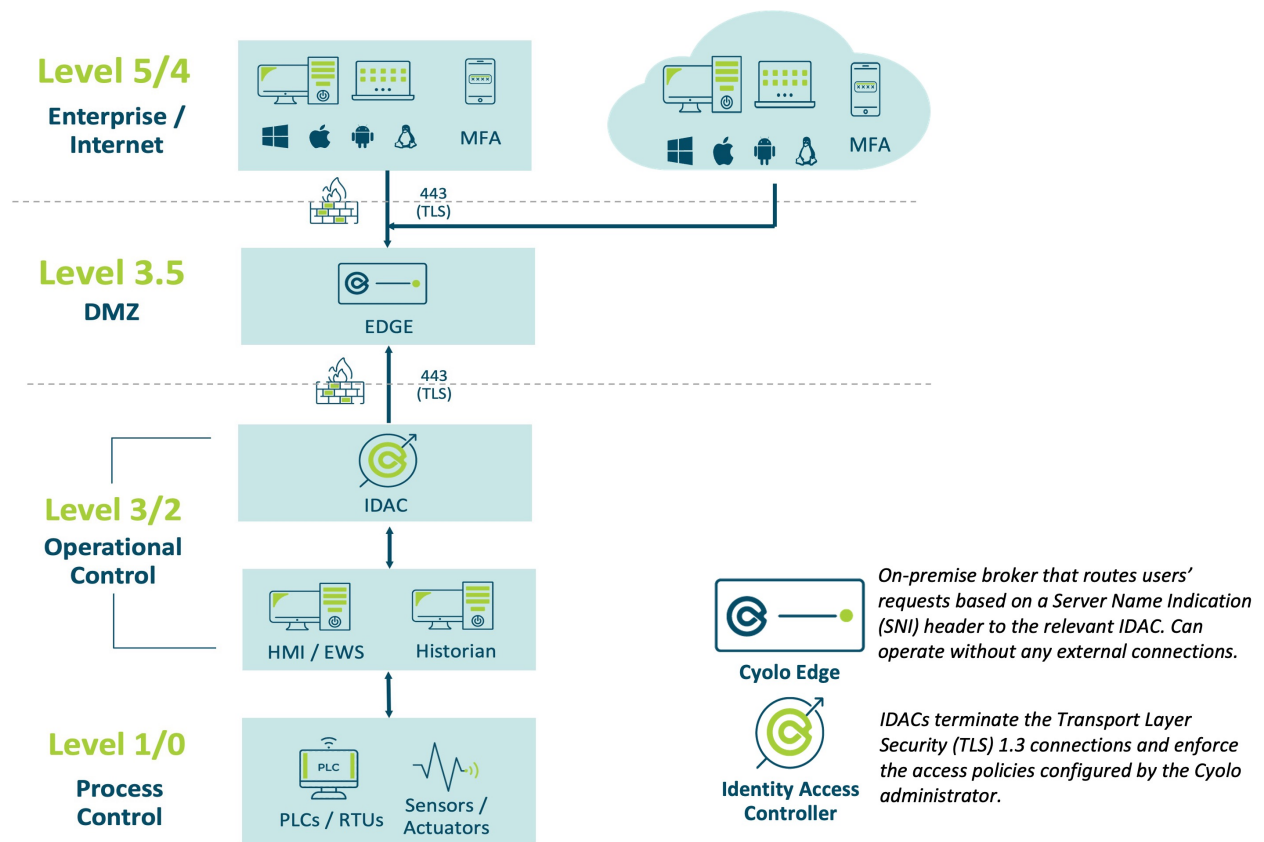 Level 5/4
Enterprise /
Internet
MFA
MFA
443
(TLS)
Level 3.5
DMZ
EDGE
443
(TLS)
IDAC
Level 3/2
Operational
Control
HMI / EWS
Historian
Level 1/0
Process
Control
PLC
PLCs / RTUs
Sensors /
Actuators
Cyolo Edge
On-premise broker that routes users’
requests based on a Server Name Indication
(SNI) header to the relevant IDAC. Can
operate without any external connections.
Identity Access
Controller
IDACs terminate the Transport Layer
Security (TLS) 1.3 connections and enforce
the access policies configured by the Cyolo
administrator.